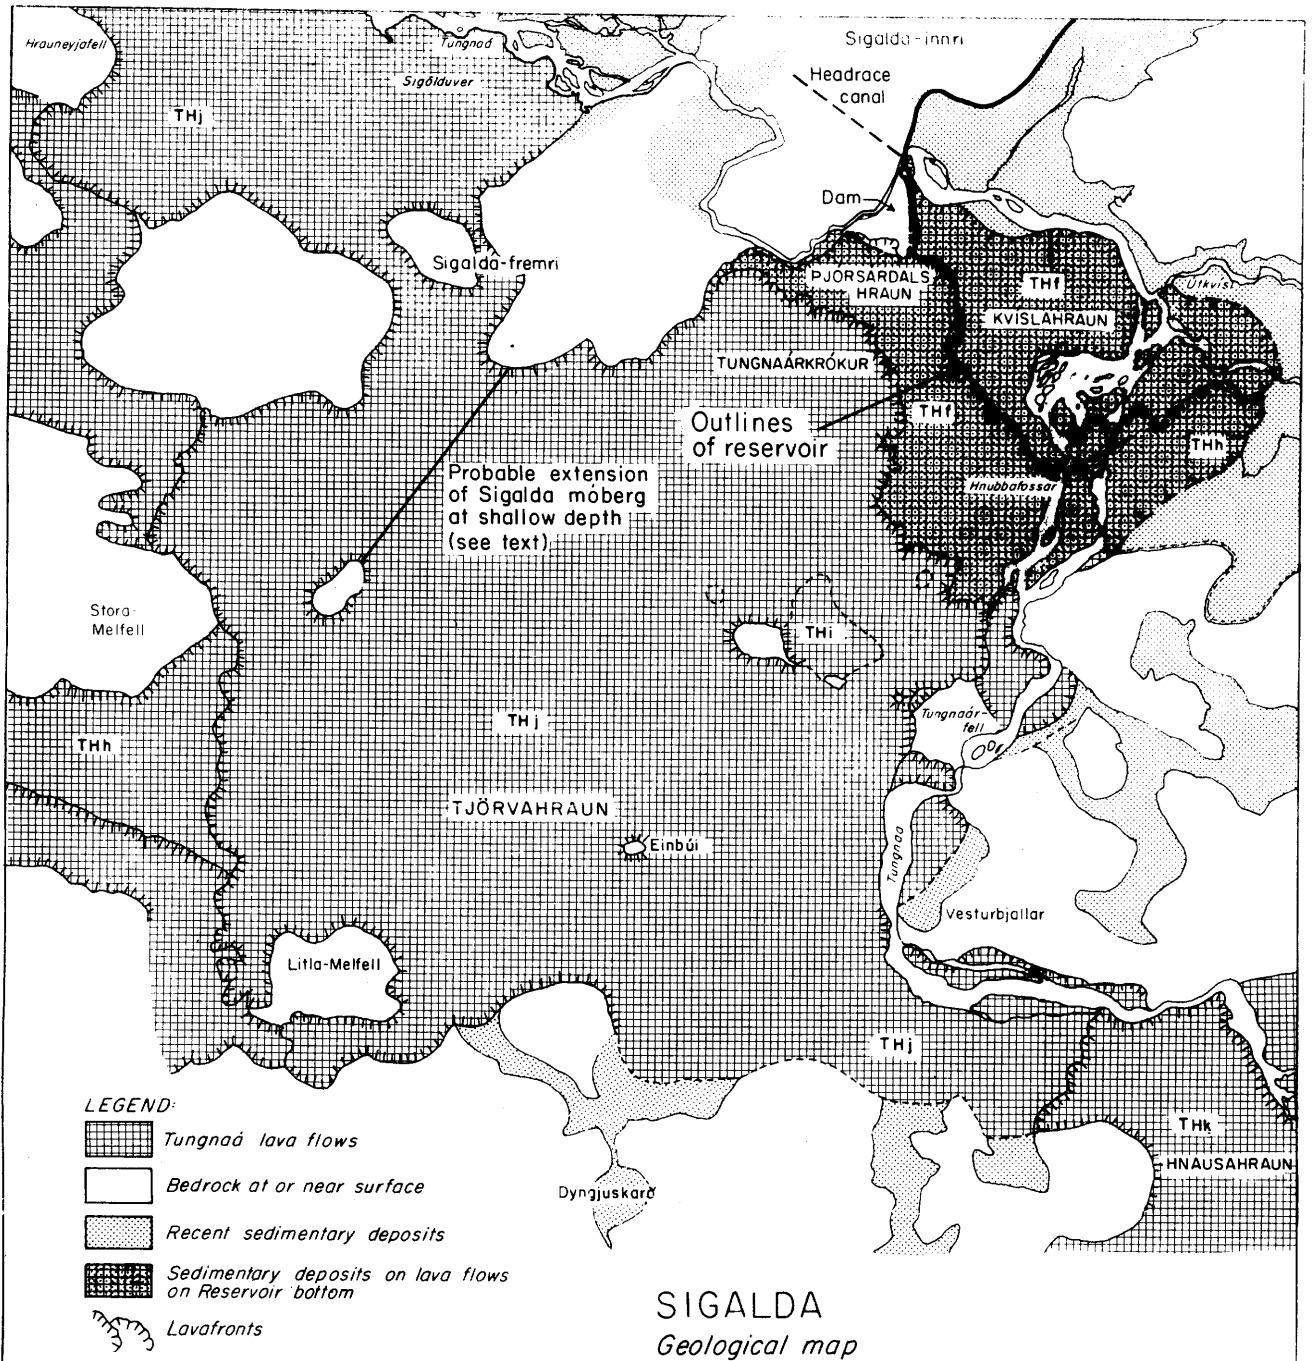 Hrauneyjafell
Tungnaá
Sigölduver
Sigalda-innri
Headrace
canal
THj
Dam
Sigalda-fremri
PJÓRSÁRDALS
HRAUN
THf
Útkvísl
KVISLAHRAUN
TUNGNAÁRKRÓKUR
THf
Outlines
of reservoir
THh
Hnubbafossar
Probable extension
of Sigalda móberg
at shallow depth
(see text)
Stora-
Melfell
THi
THj
Tungnaár-
fell
THh
TJÖRVAHRAUN
Einbúi
Tungnaá
Vesturbjallar
Litla-Melfell
THj
THk
HNAUSAHRAUN
Dyngjuskarð
LEGEND:
Tungnaá lava flows
Bedrock at or near surface
Recent sedimentary deposits
Sedimentary deposits on lava flows
on Reservoir bottom
Lavafronts
SIGALDA
Geological map